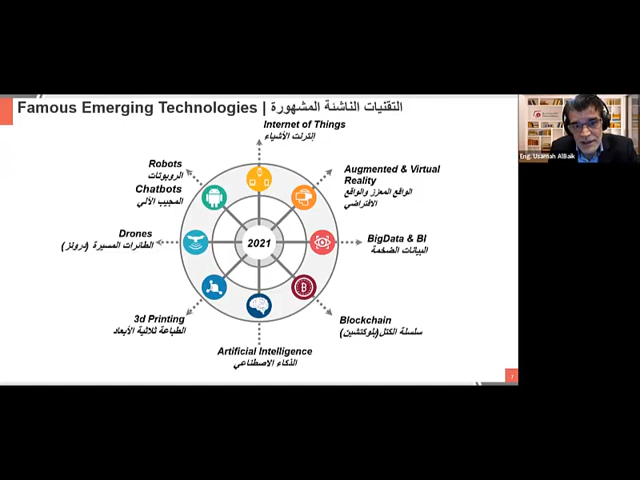 Famous Emerging Technologies | التقنيات الناشئة المشهورة
Internet of Things
إنترنت الأشياء
Augmented & Virtual
Reality
الواقع المعزز والواقع
الافتراضي
BigData & BI
البيانات الضخمة
Blockchain
سلسلة الكتل(بلوكتشين)
Artificial Intelligence
الذكاء الاصطناعي
3d Printing
الطباعة ثلاثية الأبعاد
Drones
الطائرات المسيرة (درونز)
Robots
الروبوتات
Chatbots
المجيب الآلي
2021
7
Eng. Usamah AlBaik